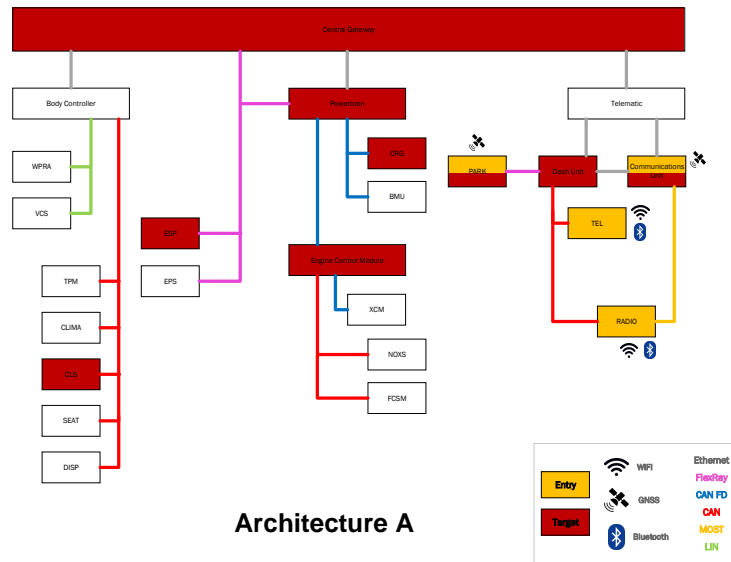 Central Gateway
Body Controller
Powertrain
Telematic
WPRA
CRG
PARK
Dash Unit
Communications
Unit
BMU
VCS
TEL
ESP
Engine Control Module
TPM
EPS
XCM
CLIMA
RADIO
NOXS
CLS
FCSM
SEAT
DISP
Entry
Target
WIFI
GNSS
Bluetooth
Ethernet
FlexRay
CAN FD
CAN
MOST
LIN
Architecture A